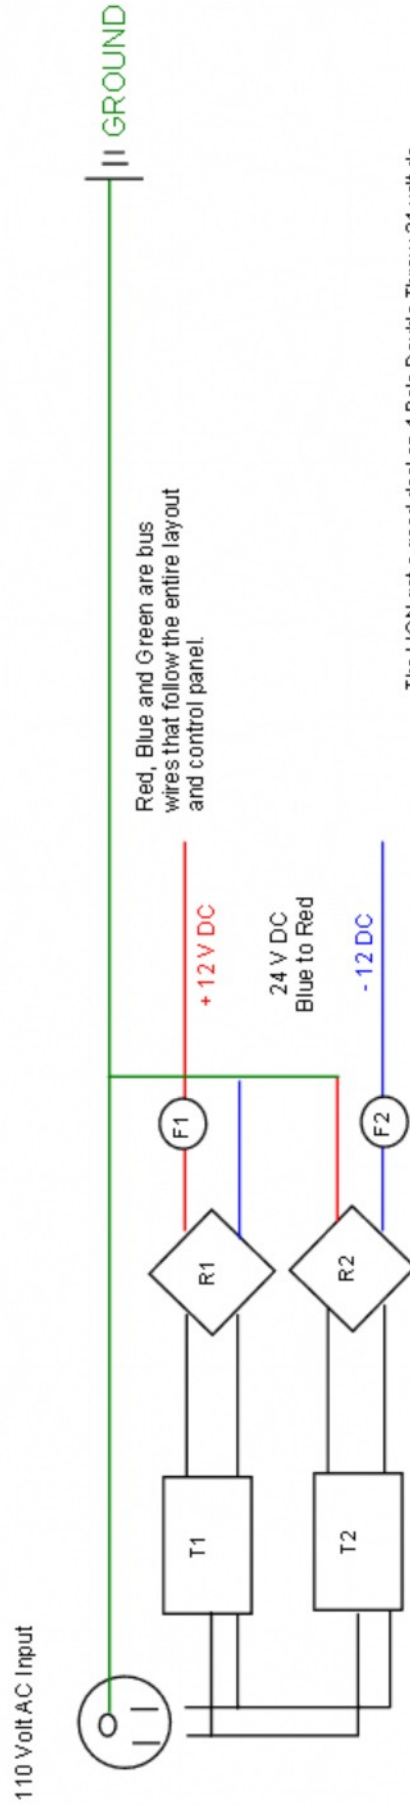 110 Volt AC Input
GROUND
Red, Blue and Green are bus
wires that follow the entire layout
and control panel.
T1
R1
F1
+ 12 V DC
24 V DC
Blue to Red
T2
R2
F2
- 12 DC